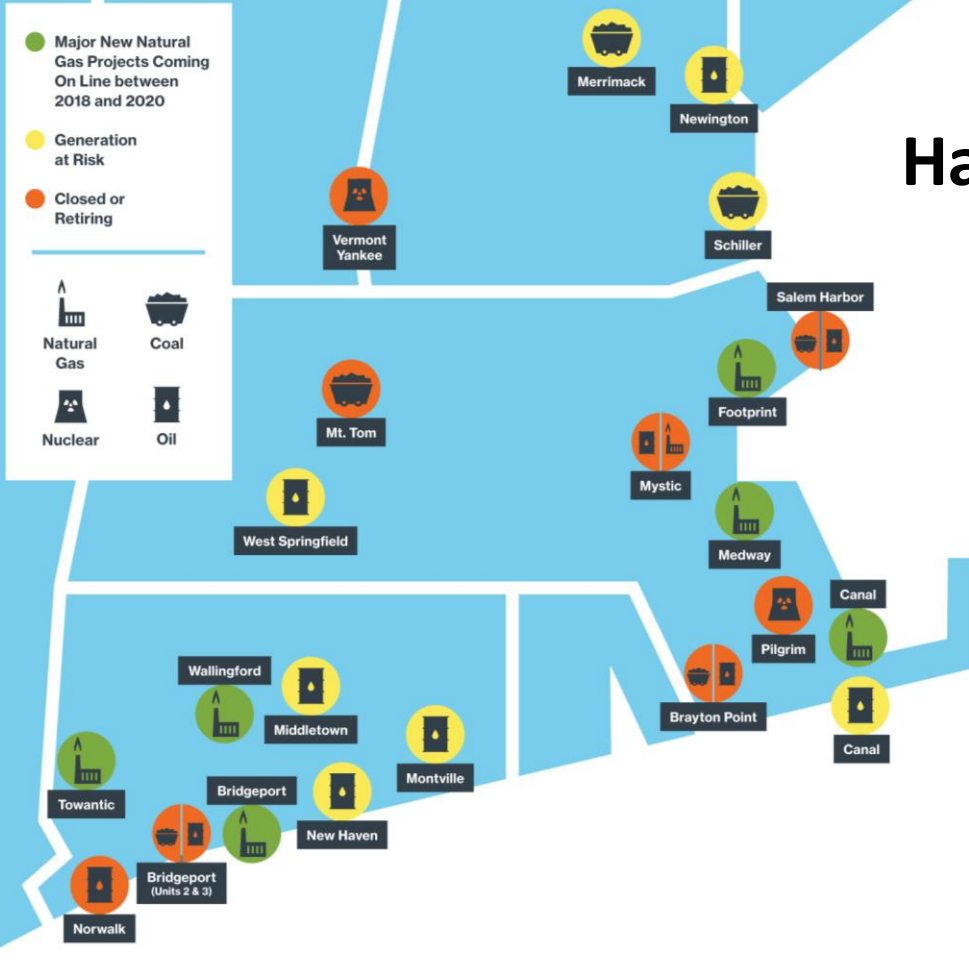 Major New Natural
Gas Projects Coming
On Line between
2018 and 2020
Generation
at Risk
Closed or
Retiring
Natural
Gas
Coal
Nuclear
Oil
Merrimack
Newington
Ha
Vermont
Yankee
Schiller
Salem Harbor
Footprint
Mt. Tom
Mystic
West Springfield
Medway
Canal
Pilgrim
Wallingford
Middletown
Brayton Point
Canal
Montville
Towantic
Bridgeport
New Haven
Bridgeport
(Units 2 & 3)
Norwalk